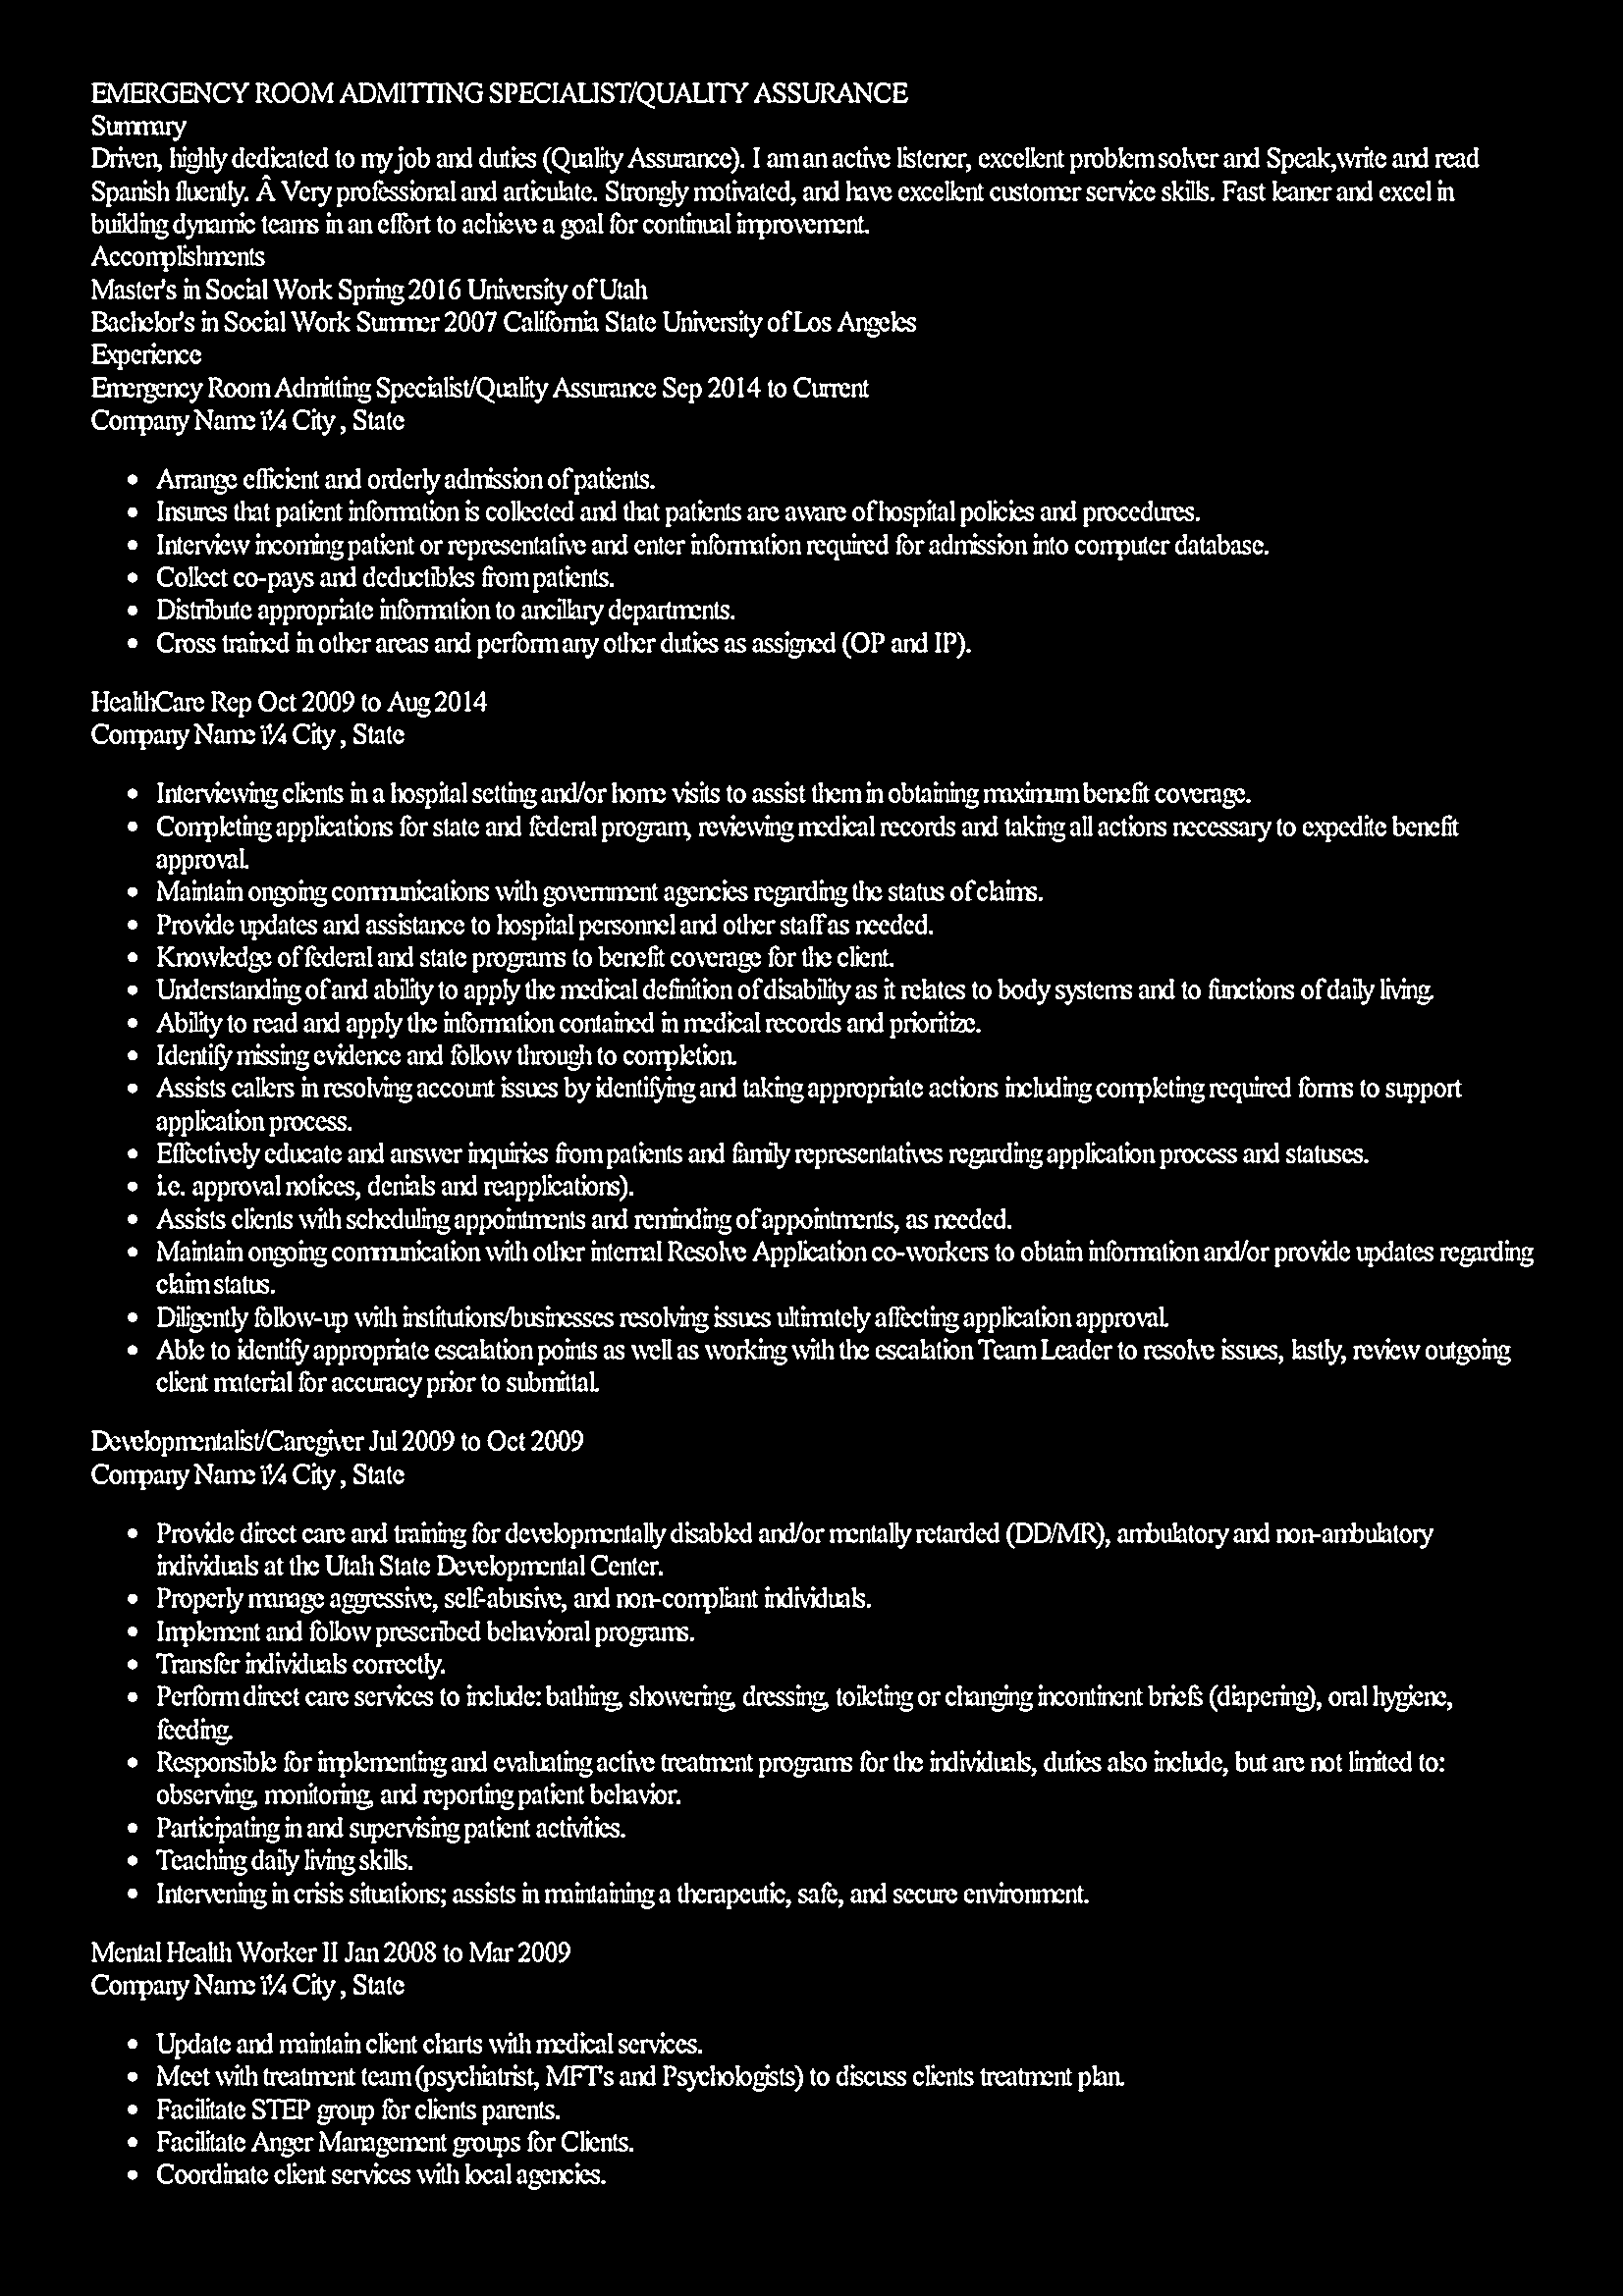 EMERGENCY ROOM ADMITTING SPECIALIST/QUALITY ASSURANCE
Summary
Driven, highly dedicated to my job and duties (Quality Assurance). I am an active listener, excellent problem solver and Speak,write and read
Spanish fluently. Â Very professional and articulate. Strongly motivated, and have excellent customer service skills. Fast leaner and excel in
building dynamic teams in an effort to achieve a goal for continual improvement.
Accomplishments
Master's in Social Work Spring 2016 University of Utah
Bachelor's in Social Work Summer 2007 California State University of Los Angeles
Experience
Emergency Room Admitting Specialist/Quality Assurance Sep 2014 to Current
Company Name ï¼ City , State
• Arrange efficient and orderly admission of patients.
• Insures that patient information is collected and that patients are aware of hospital policies and procedures.
• Interview incoming patient or representative and enter information required for admission into computer database.
• Collect co-pays and deductibles from patients.
• Distribute appropriate information to ancillary departments.
• Cross trained in other areas and perform any other duties as assigned (OP and IP).
HealthCare Rep Oct 2009 to Aug 2014
Company Name ï¼ City , State
• Interviewing clients in a hospital setting and/or home visits to assist them in obtaining maximum benefit coverage.
• Completing applications for state and federal program, reviewing medical records and taking all actions necessary to expedite benefit
approval.
• Maintain ongoing communications with government agencies regarding the status of claims.
• Provide updates and assistance to hospital personnel and other staff as needed.
• Knowledge of federal and state programs to benefit coverage for the client.
• Understanding of and ability to apply the medical definition of disability as it relates to body systems and to functions of daily living.
• Ability to read and apply the information contained in medical records and prioritize.
• Identify missing evidence and follow through to completion.
• Assists callers in resolving account issues by identifying and taking appropriate actions including completing required forms to support
application process.
• Effectively educate and answer inquiries from patients and family representatives regarding application process and statuses.
• i.e. approval notices, denials and reapplications).
• Assists clients with scheduling appointments and reminding of appointments, as needed.
• Maintain ongoing communication with other internal Resolve Application co-workers to obtain information and/or provide updates regarding
claim status.
• Diligently follow-up with institutions/businesses resolving issues ultimately affecting application approval.
• Able to identify appropriate escalation points as well as working with the escalation Team Leader to resolve issues, lastly, review outgoing
client material for accuracy prior to submittal.
Developmentalist/Caregiver Jul 2009 to Oct 2009
Company Name ï¼ City , State
• Provide direct care and training for developmentally disabled and/or mentally retarded (DD/MR), ambulatory and non-ambulatory
individuals at the Utah State Developmental Center.
• Properly manage aggressive, self-abusive, and non-compliant individuals.
• Implement and follow prescribed behavioral programs.
• Transfer individuals correctly.
• Perform direct care services to include: bathing, showering, dressing, toileting or changing incontinent briefs (diapering), oral hygiene,
feeding.
• Responsible for implementing and evaluating active treatment programs for the individuals, duties also include, but are not limited to:
observing, monitoring, and reporting patient behavior.
• Participating in and supervising patient activities.
• Teaching daily living skills.
• Intervening in crisis situations; assists in maintaining a therapeutic, safe, and secure environment.
Mental Health Worker II Jan 2008 to Mar 2009
Company Name ï¼ City , State
• Update and maintain client charts with medical services.
• Meet with treatment team (psychiatrist, MFT's and Psychologists) to discuss clients treatment plan.
• Facilitate STEP group for clients parents.
• Facilitate Anger Management groups for Clients.
• Coordinate client services with local agencies.